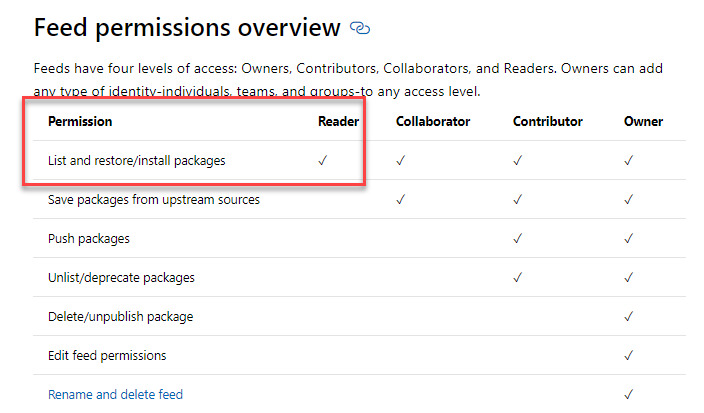 Feed permissions overview
Feeds have four levels of access: Owners, Contributors, Collaborators, and Readers. Owners can add
any type of identity-individuals, teams, and groups-to any access level.
Permission Reader Collaborator Contributor Owner
List and restore/install packages ✓ ✓ ✓ ✓
Save packages from upstream sources ✓ ✓ ✓
Push packages ✓ ✓
Unlist/deprecate packages ✓ ✓
Delete/unpublish package ✓
Edit feed permissions ✓
Rename and delete feed ✓